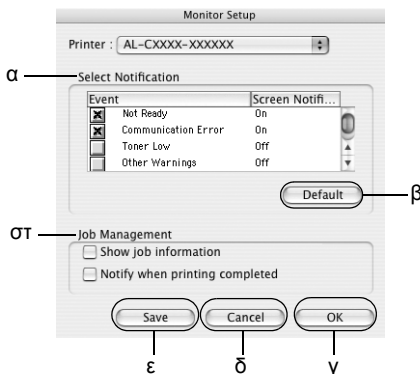 Monitor Setup
Printer : AL-CXXXX-XXXXXX
α
Select Notification
Event Screen Notifi...
Not Ready On
Communication Error On
Toner Low Off
Other Warnings Off
Default
β
στ
Job Management
Show job information
Notify when printing completed
Save Cancel OK
ε δ γ